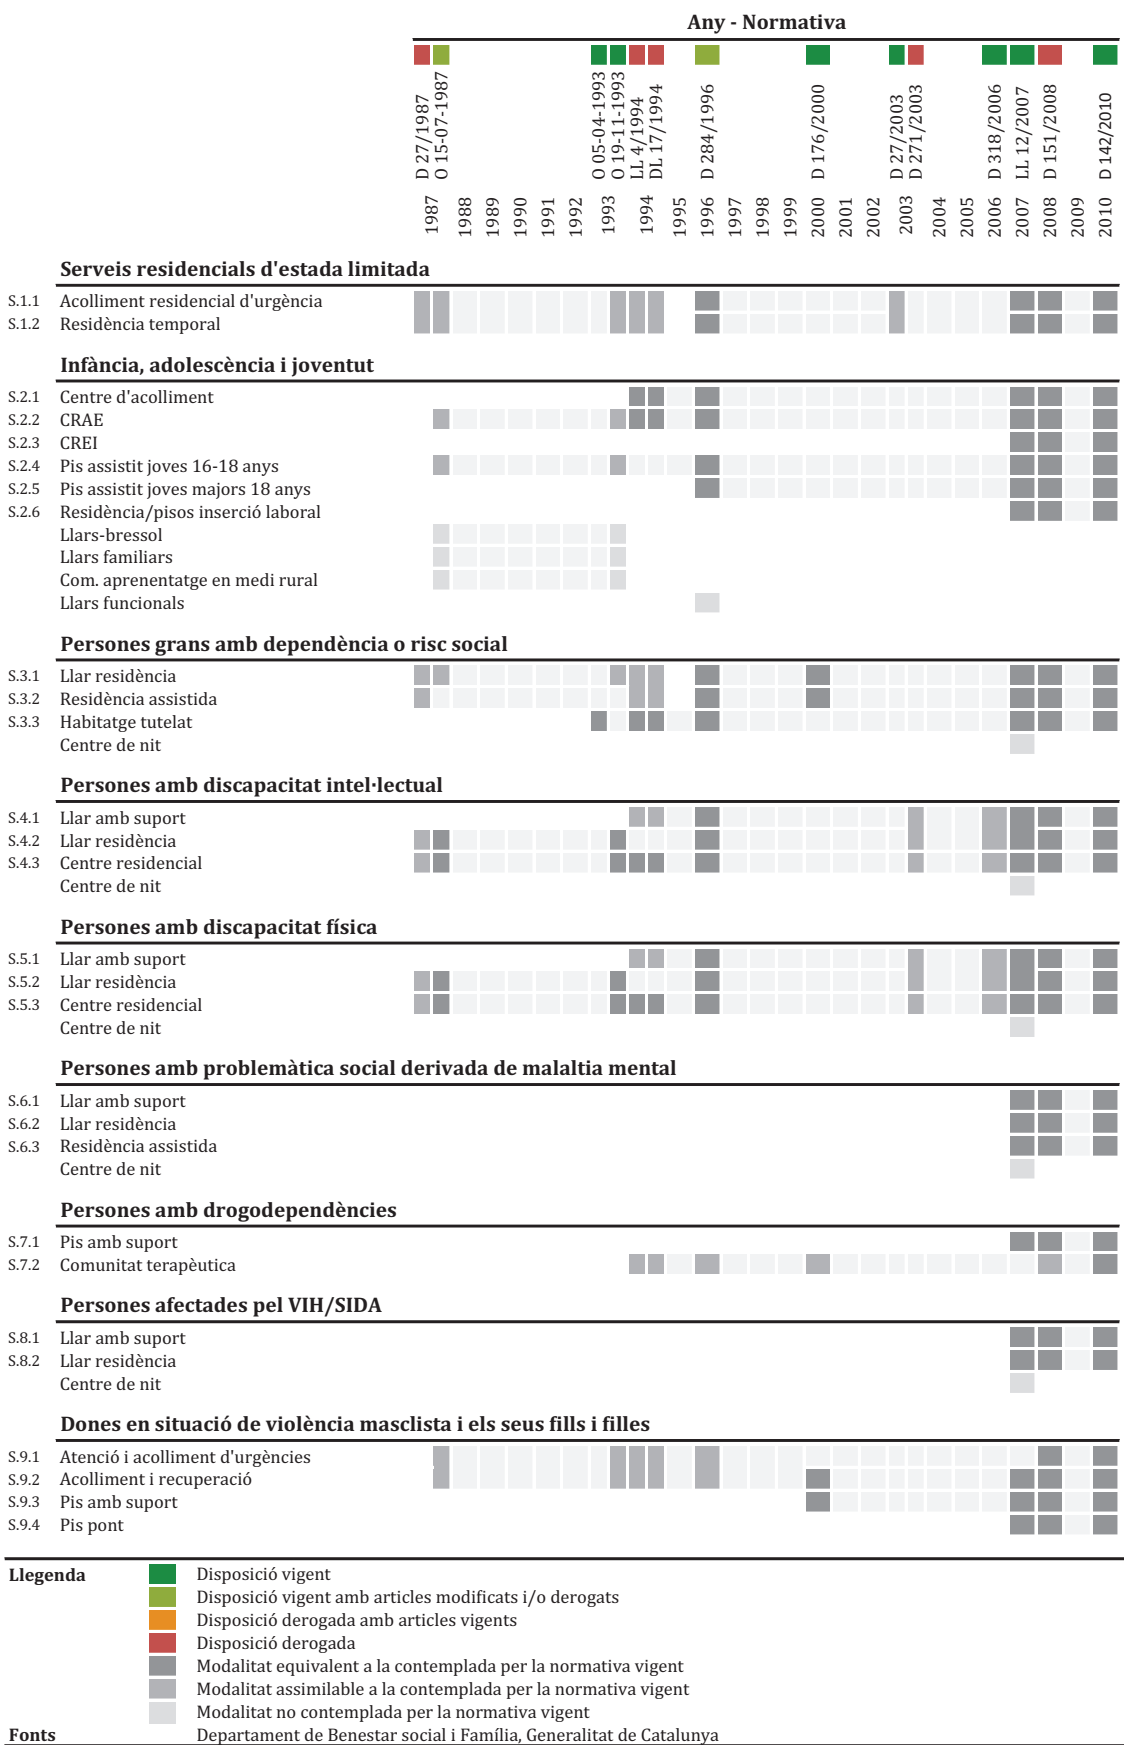 Any - Normativa
D 27/1987
O 15-07-1987
O 05-04-1993
O 19-11-1993
LL 4/1994
DL 17/1994
D 284/1996
D 176/2000
D 27/2003
D 271/2003
D 318/2006
LL 12/2007
D 151/2008
D 142/2010
1987
1988
1989
1990
1991
1992
1993
1994
1995
1996
1997
1998
1999
2000
2001
2002
2003
2004
2005
2006
2007
2008
2009
2010
Serveis residencials d'estada limitada
S.1.1 Acolliment residencial d'urgència
S.1.2 Residència temporal
Infància, adolescència i joventut
S.2.1 Centre d'acolliment
S.2.2 CRAE
S.2.3 CREI
S.2.4 Pis assistit joves 16-18 anys
S.2.5 Pis assistit joves majors 18 anys
S.2.6 Residència/pisos inserció laboral
Llars-bressol
Llars familiars
Com. aprenentatge en medi rural
Llars funcionals
Persones grans amb dependència o risc social
S.3.1 Llar residència
S.3.2 Residència assistida
S.3.3 Habitatge tutelat
Centre de nit
Persones amb discapacitat intel·lectual
S.4.1 Llar amb suport
S.4.2 Llar residència
S.4.3 Centre residencial
Centre de nit
Persones amb discapacitat física
S.5.1 Llar amb suport
S.5.2 Llar residència
S.5.3 Centre residencial
Centre de nit
Persones amb problemàtica social derivada de malaltia mental
S.6.1 Llar amb suport
S.6.2 Llar residència
S.6.3 Residència assistida
Centre de nit
Persones amb drogodependències
S.7.1 Pis amb suport
S.7.2 Comunitat terapèutica
Persones afectades pel VIH/SIDA
S.8.1 Llar amb suport
S.8.2 Llar residència
Centre de nit
Dones en situació de violència masclista i els seus fills i filles
S.9.1 Atenció i acolliment d'urgències
S.9.2 Acolliment i recuperació
S.9.3 Pis amb suport
S.9.4 Pis pont
Llegenda Disposició vigent
Disposició vigent amb articles modificats i/o derogats
Disposició derogada amb articles vigents
Disposició derogada
Modalitat equivalent a la contemplada per la normativa vigent
Modalitat assimilable a la contemplada per la normativa vigent
Modalitat no contemplada per la normativa vigent
Fonts Departament de Benestar social i Família, Generalitat de Catalunya